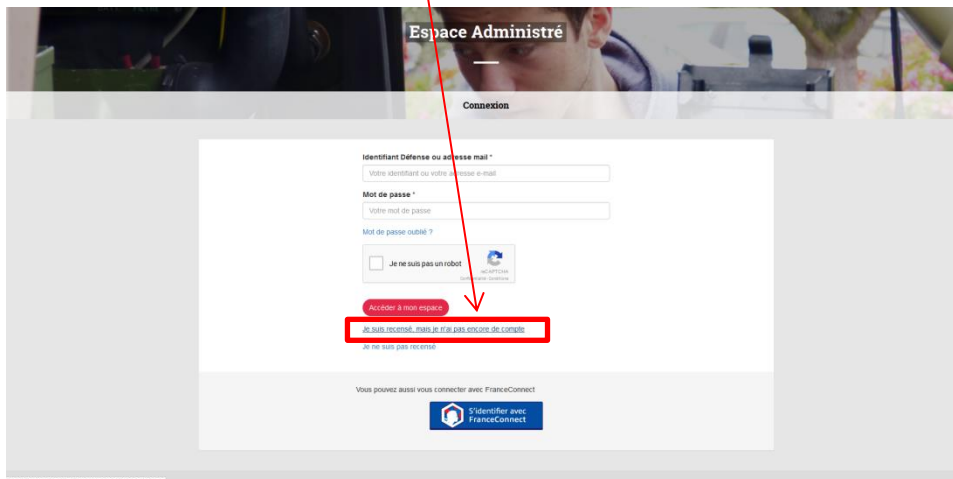 Espace Administré
Connexion
Identifiant Défense ou adresse mail *
Votre identifiant ou votre adresse e-mail
Mot de passe *
Votre mot de passe
Mot de passe oublié ?
Je ne suis pas un robot
reCAPTCHA
Accéder à mon espace
Je suis recensé, mais je n'ai pas encore de compte
Je ne suis pas recensé
Vous pouvez aussi vous connecter avec FranceConnect
S'identifier avec
FranceConnect